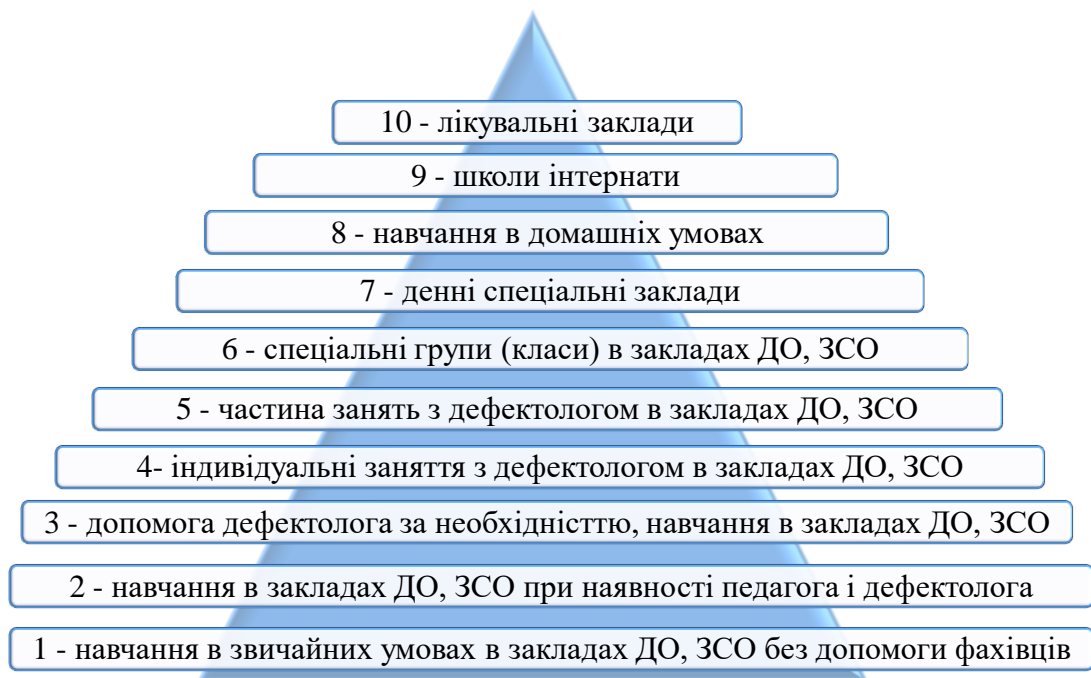 10 - лікувальні заклади
9 - школи інтернати
8 - навчання в домашніх умовах
7 - денні спеціальні заклади
6 - спеціальні групи (класи) в закладах ДО, ЗСО
5 - частина занять з дефектологом в закладах ДО, ЗСО
4- індивідуальні заняття з дефектологом в закладах ДО, ЗСО
3 - допомога дефектолога за необхідністтю, навчання в закладах ДО, ЗСО
2 - навчання в закладах ДО, ЗСО при наявності педагога і дефектолога
1 - навчання в звичайних умовах в закладах ДО, ЗСО без допомоги фахівців